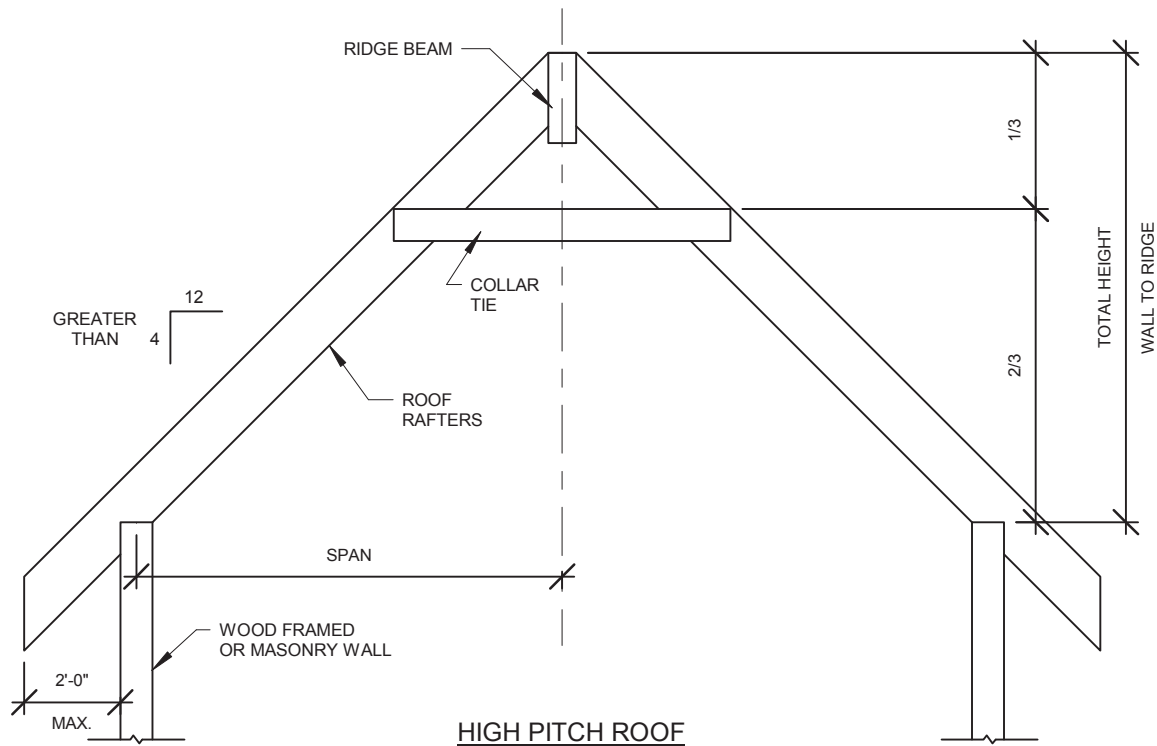 RIDGE BEAM
1/3
COLLAR
TIE
12
GREATER
THAN
4
TOTAL HEIGHT
WALL TO RIDGE
2/3
ROOF
RAFTERS
SPAN
WOOD FRAMED
OR MASONRY WALL
2'-0"
MAX.
HIGH PITCH ROOF